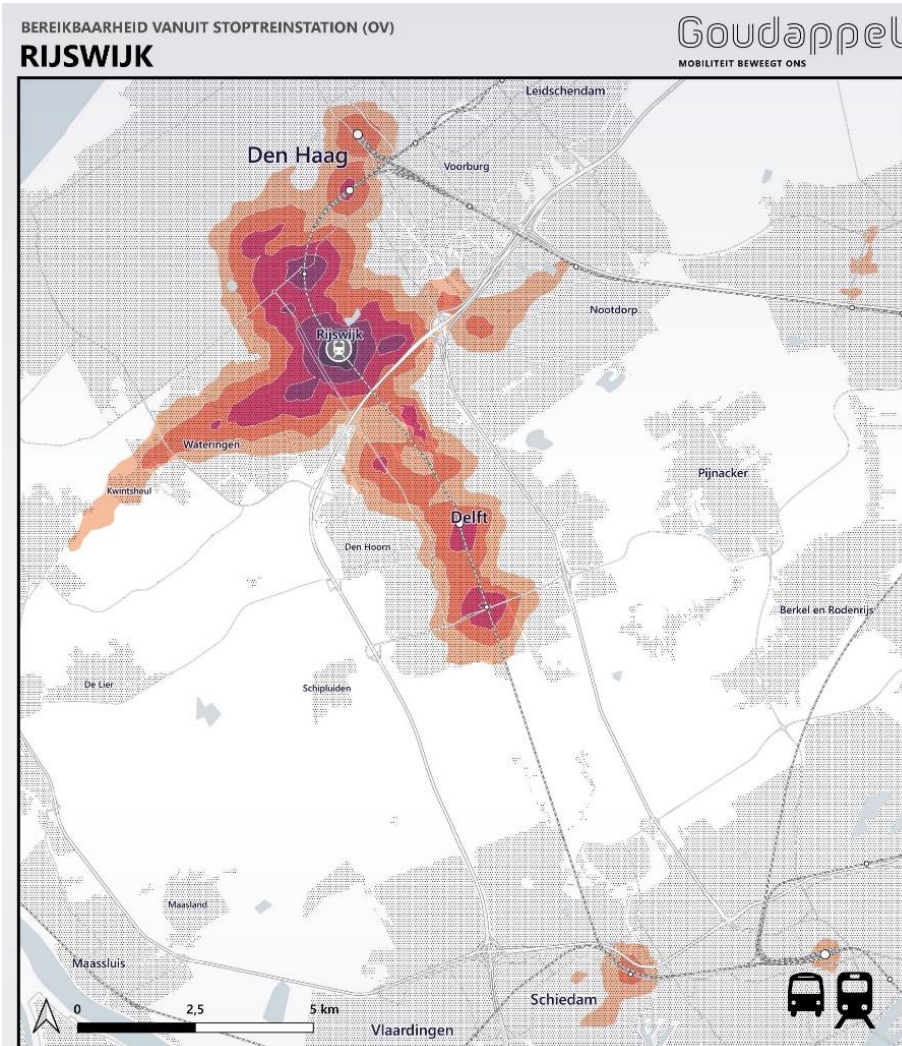 BEREIKBAARHEID VANUIT STOPTREINSTATION (OV)
RIJSWIJK
Goudappel
MOBILITEIT BEWEEGT ONS
Leidschendam
Den Haag
Voorburg
Nootdorp
Rijswijk
Wateringen
Kwintsheul
Pijnacker
Delft
Den Hoorn
Berkel en Rodenrijs
De Lier
Schipluiden
Maasland
Maassluis
Schiedam
0 2,5 5 km
Vlaardingen